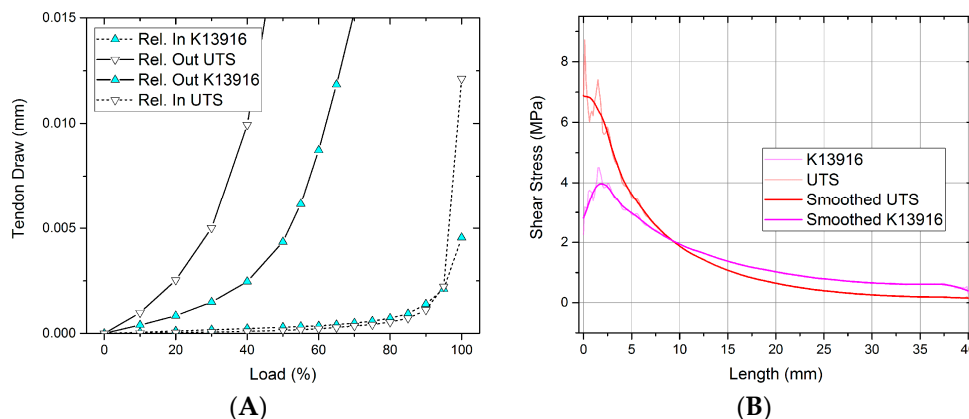 0.015
0.010
0.005
0.000
Tendon Draw (mm)
Rel. In K13916
Rel. Out UTS
Rel. Out K13916
Rel. In UTS
0 20 40 60 80 100
Load (%)
(A)
8
6
4
2
0
Shear Stress (MPa)
K13916
UTS
Smoothed UTS
Smoothed K13916
0 5 10 15 20 25 30 35 40
Length (mm)
(B)